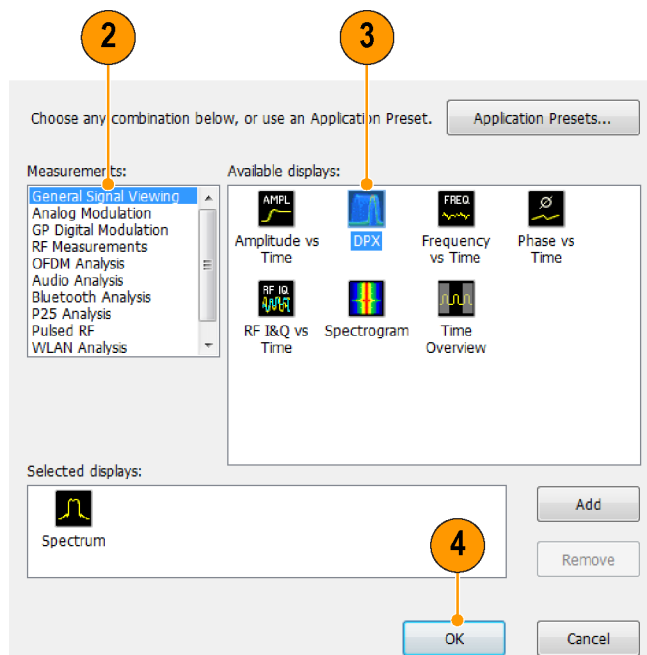 2
3
Choose any combination below, or use an Application Preset.
Application Presets...
Measurements:
General Signal Viewing
Analog Modulation
GP Digital Modulation
RF Measurements
OFDM Analysis
Audio Analysis
Bluetooth Analysis
P25 Analysis
Pulsed RF
WLAN Analysis
Available displays:
AMPL
Amplitude vs
Time
DPX
FREQ
Frequency
vs Time
Ø
Phase vs
Time
RF IQ
RF I&Q vs
Time
Spectrogram
Time
Overview
Selected displays:
Spectrum
Add
Remove
4
OK
Cancel